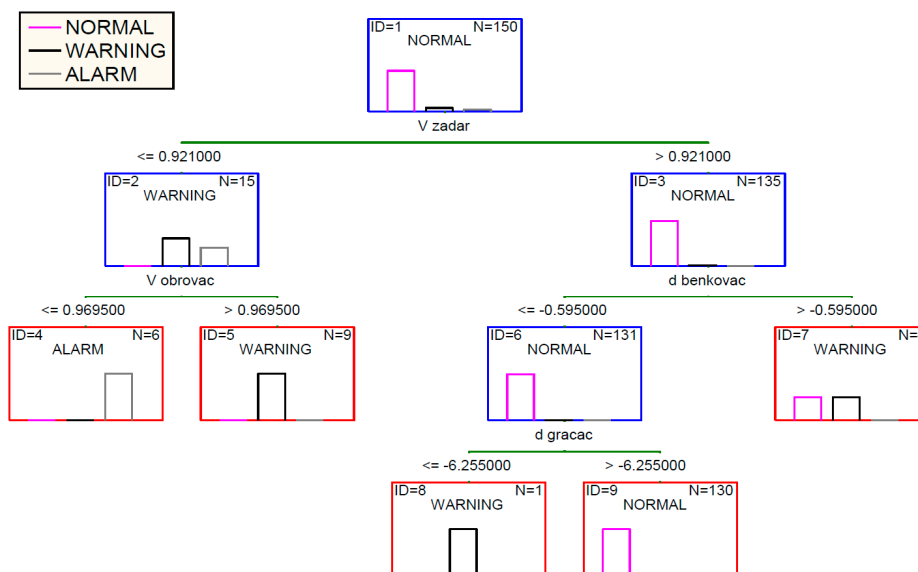 NORMAL
WARNING
ALARM
ID=1 N=150
NORMAL
V zadar
<= 0.921000 > 0.921000
ID=2 N=15
WARNING
ID=3 N=135
NORMAL
V obrovac
d benkovac
<= 0.969500 > 0.969500
<= -0.595000 > -0.595000
ID=4 N=6
ALARM
ID=5 N=9
WARNING
ID=6 N=131
NORMAL
ID=7 N=
WARNING
d gracac
<= -6.255000 > -6.255000
ID=8 N=1
WARNING
ID=9 N=130
NORMAL